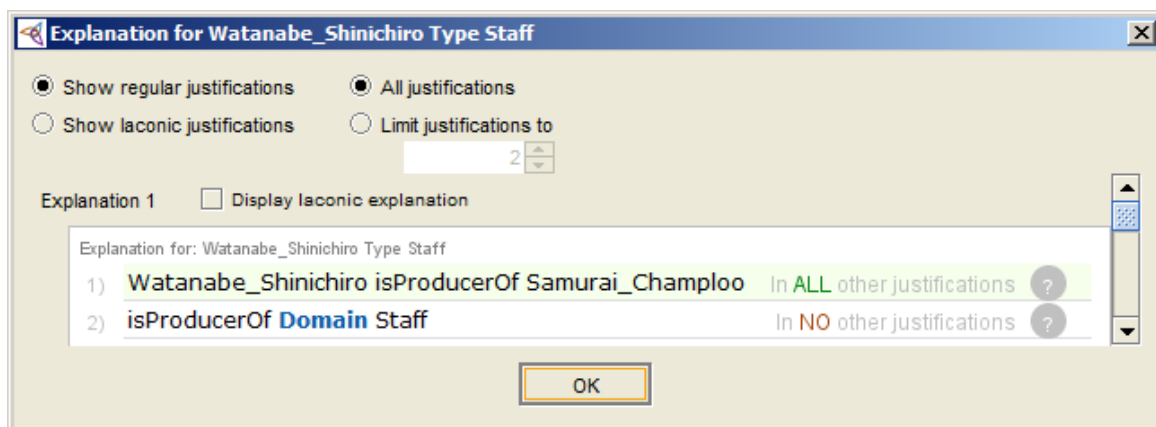 Explanation for Watanabe_Shinichiro Type Staff
Show regular justifications All justifications
Show laconic justifications Limit justifications to
2
Explanation 1 Display laconic explanation
Explanation for: Watanabe_Shinichiro Type Staff
1) Watanabe_Shinichiro isProducerOf Samurai_Champloo In ALL other justifications ?
2) isProducerOf Domain Staff In NO other justifications ?
OK